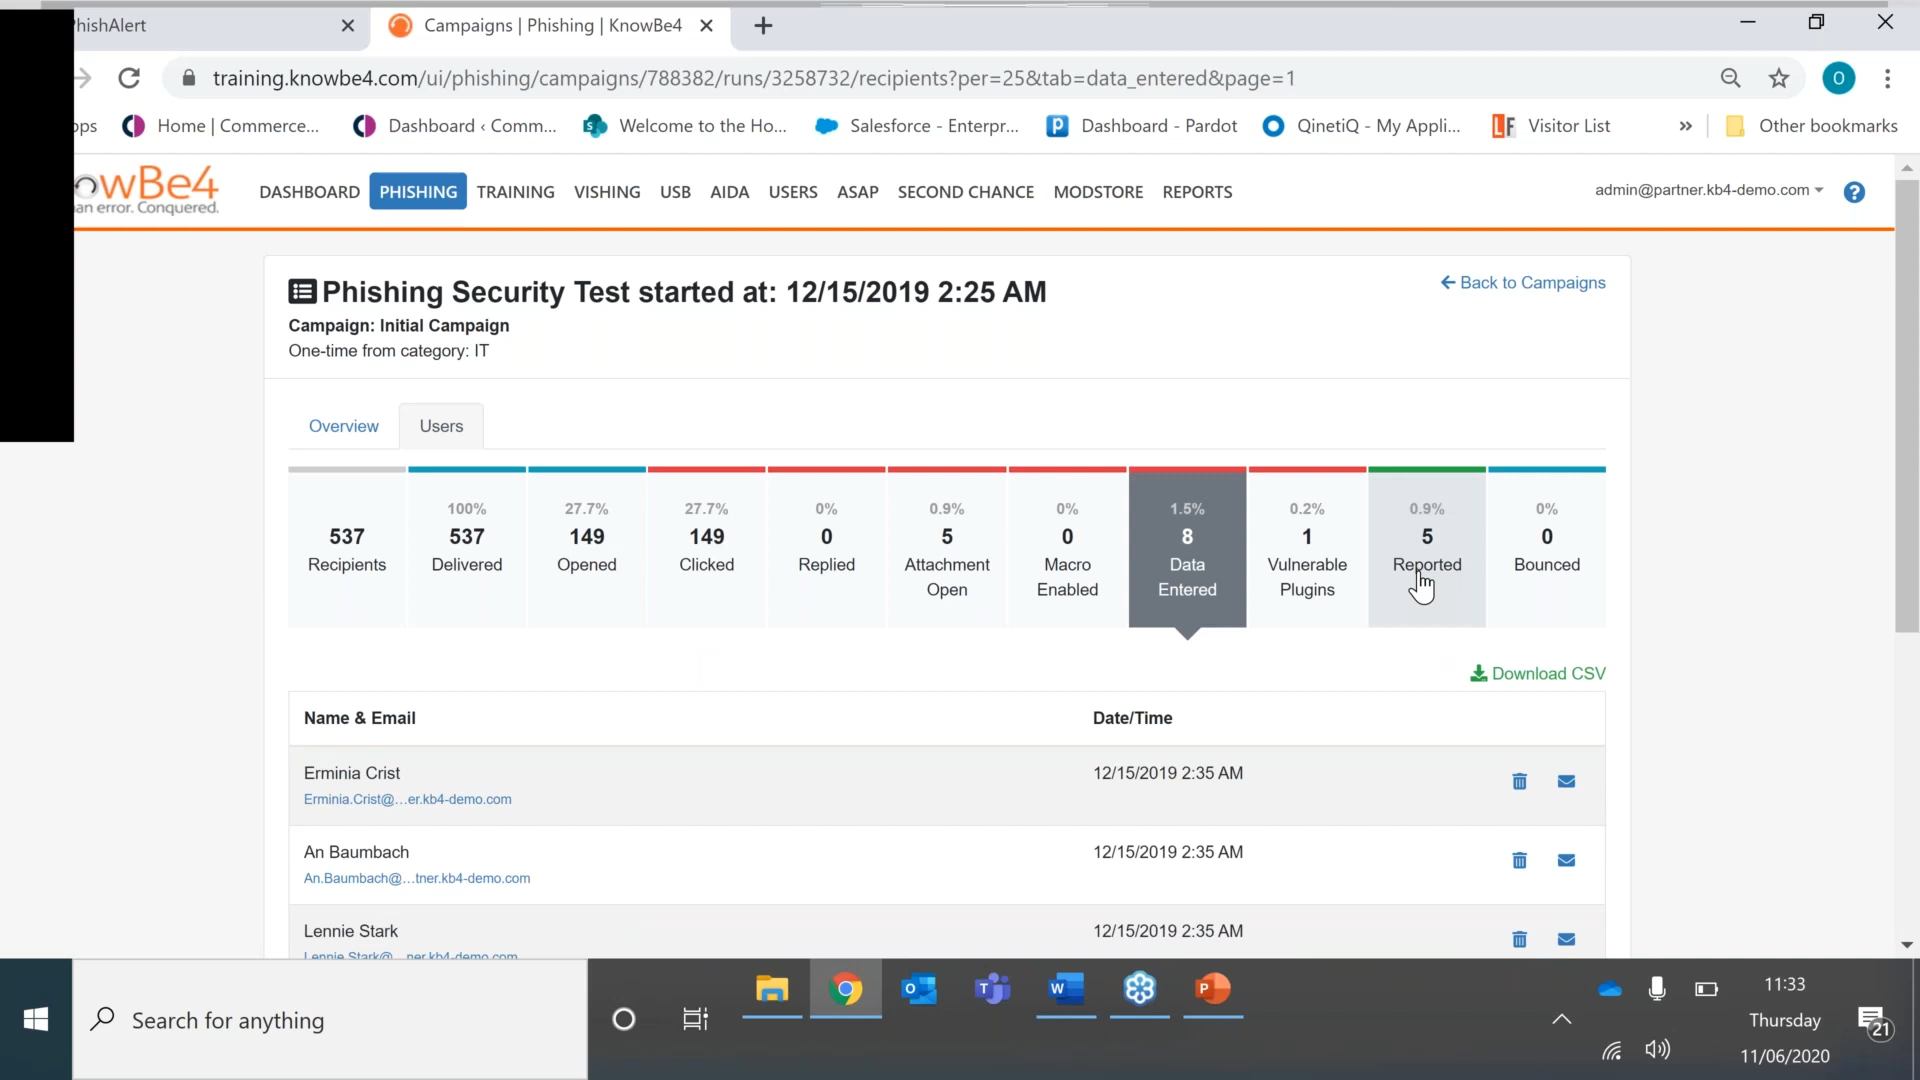 PhishAlert
Campaigns | Phishing | KnowBe4
training.knowbe4.com/ui/phishing/campaigns/788382/runs/3258732/recipients?per=25&tab=data_entered&page=1
O
Home | Commerce...
Dashboard ‹ Comm...
Welcome to the Ho...
Salesforce - Enterpr...
Dashboard - Pardot
QinetiQ - My Appli...
Visitor List
»
Other bookmarks
owBe4
an error. Conquered.
DASHBOARD PHISHING TRAINING VISHING USB AIDA USERS ASAP SECOND CHANCE MODSTORE REPORTS
admin@partner.kb4-demo.com
?
Phishing Security Test started at: 12/15/2019 2:25 AM
Back to Campaigns
Campaign: Initial Campaign
One-time from category: IT
Overview Users
537
Recipients
100%
537
Delivered
27.7%
149
Opened
27.7%
149
Clicked
0%
0
Replied
0.9%
5
Attachment
Open
0%
0
Macro
Enabled
1.5%
8
Data
Entered
0.2%
1
Vulnerable
Plugins
0.9%
5
Reported
0%
0
Bounced
Download CSV
Name & Email Date/Time
Erminia Crist 12/15/2019 2:35 AM
Erminia.Crist@...er.kb4-demo.com
An Baumbach 12/15/2019 2:35 AM
An.Baumbach@...tner.kb4-demo.com
Lennie Stark 12/15/2019 2:35 AM
Lennie.Stark@...ner.kb4-demo.com
Search for anything
11:33
Thursday
11/06/2020
21